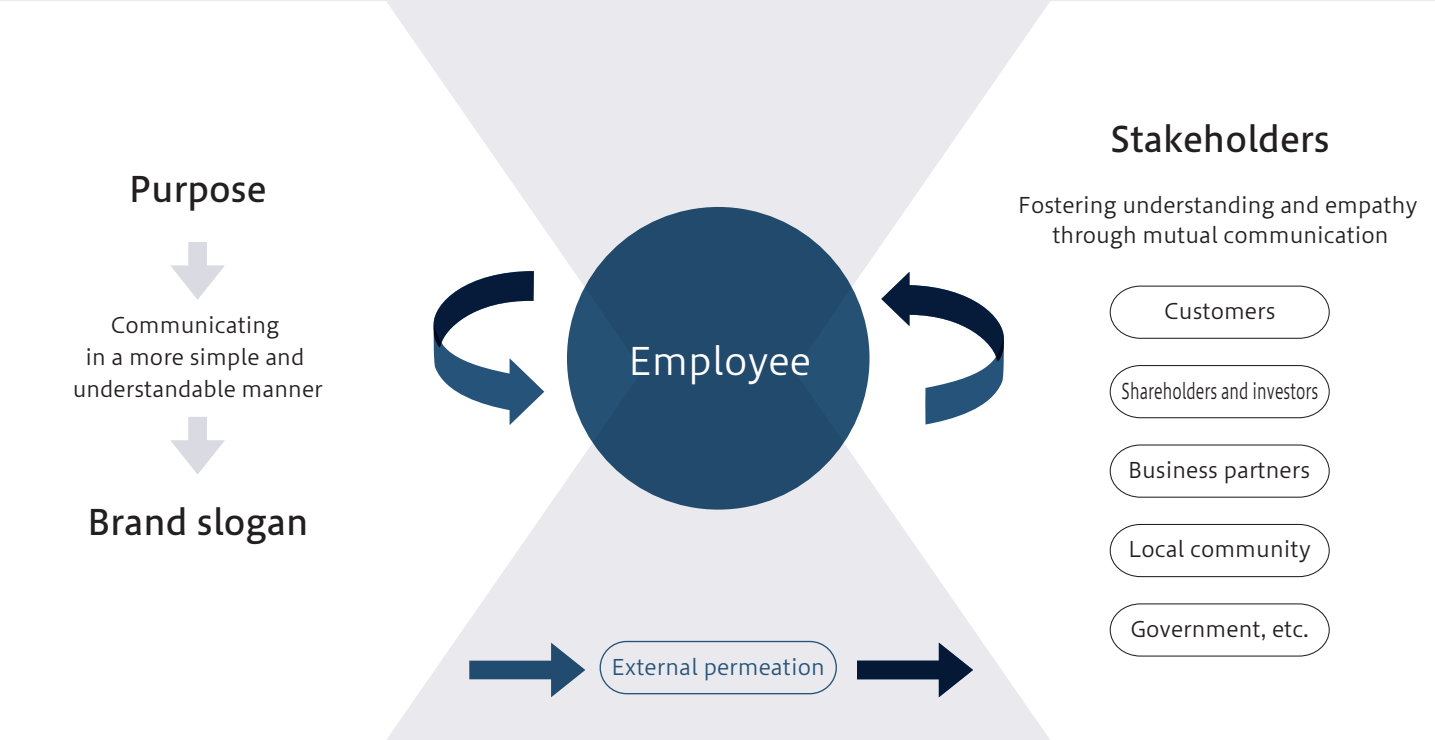 Purpose
Communicating
in a more simple and
understandable manner
Brand slogan
Employee
External permeation
Stakeholders
Fostering understanding and empathy
through mutual communication
Customers
Shareholders and investors
Business partners
Local community
Government, etc.